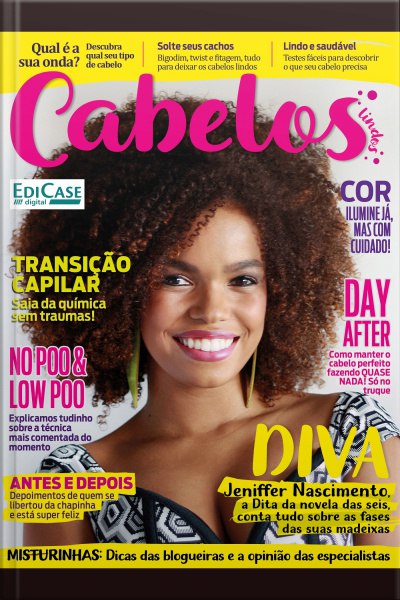 Qual é a
sua onda?
Descubra
qual seu tipo
de cabelo
Solte seus cachos
Bigodim, twist e fitagem, tudo
para deixar os cabelos lindos
Lindo e saudável
Testes fáceis para descobrir
o que seu cabelo precisa
Cabelos
lindos
EDICASE
digital
COR
ILUMINE JÁ,
MAS COM
CUIDADO!
TRANSIÇÃO
CAPILAR
Saia da química
sem traumas!
DAY
AFTER
Como manter o
cabelo perfeito
fazendo QUASE
NADA! Só no
truque
NO POO &
LOW POO
Explicamos tudinho
sobre a técnica
mais comentada do
momento
DIVA
Jeniffer Nascimento,
a Dita da novela das seis,
conta tudo sobre as fases
das suas madeixas
ANTES E DEPOIS
Depoimentos de quem se
libertou da chapinha
e está super feliz
MISTURINHAS: Dicas das blogueiras e a opinião das especialistas